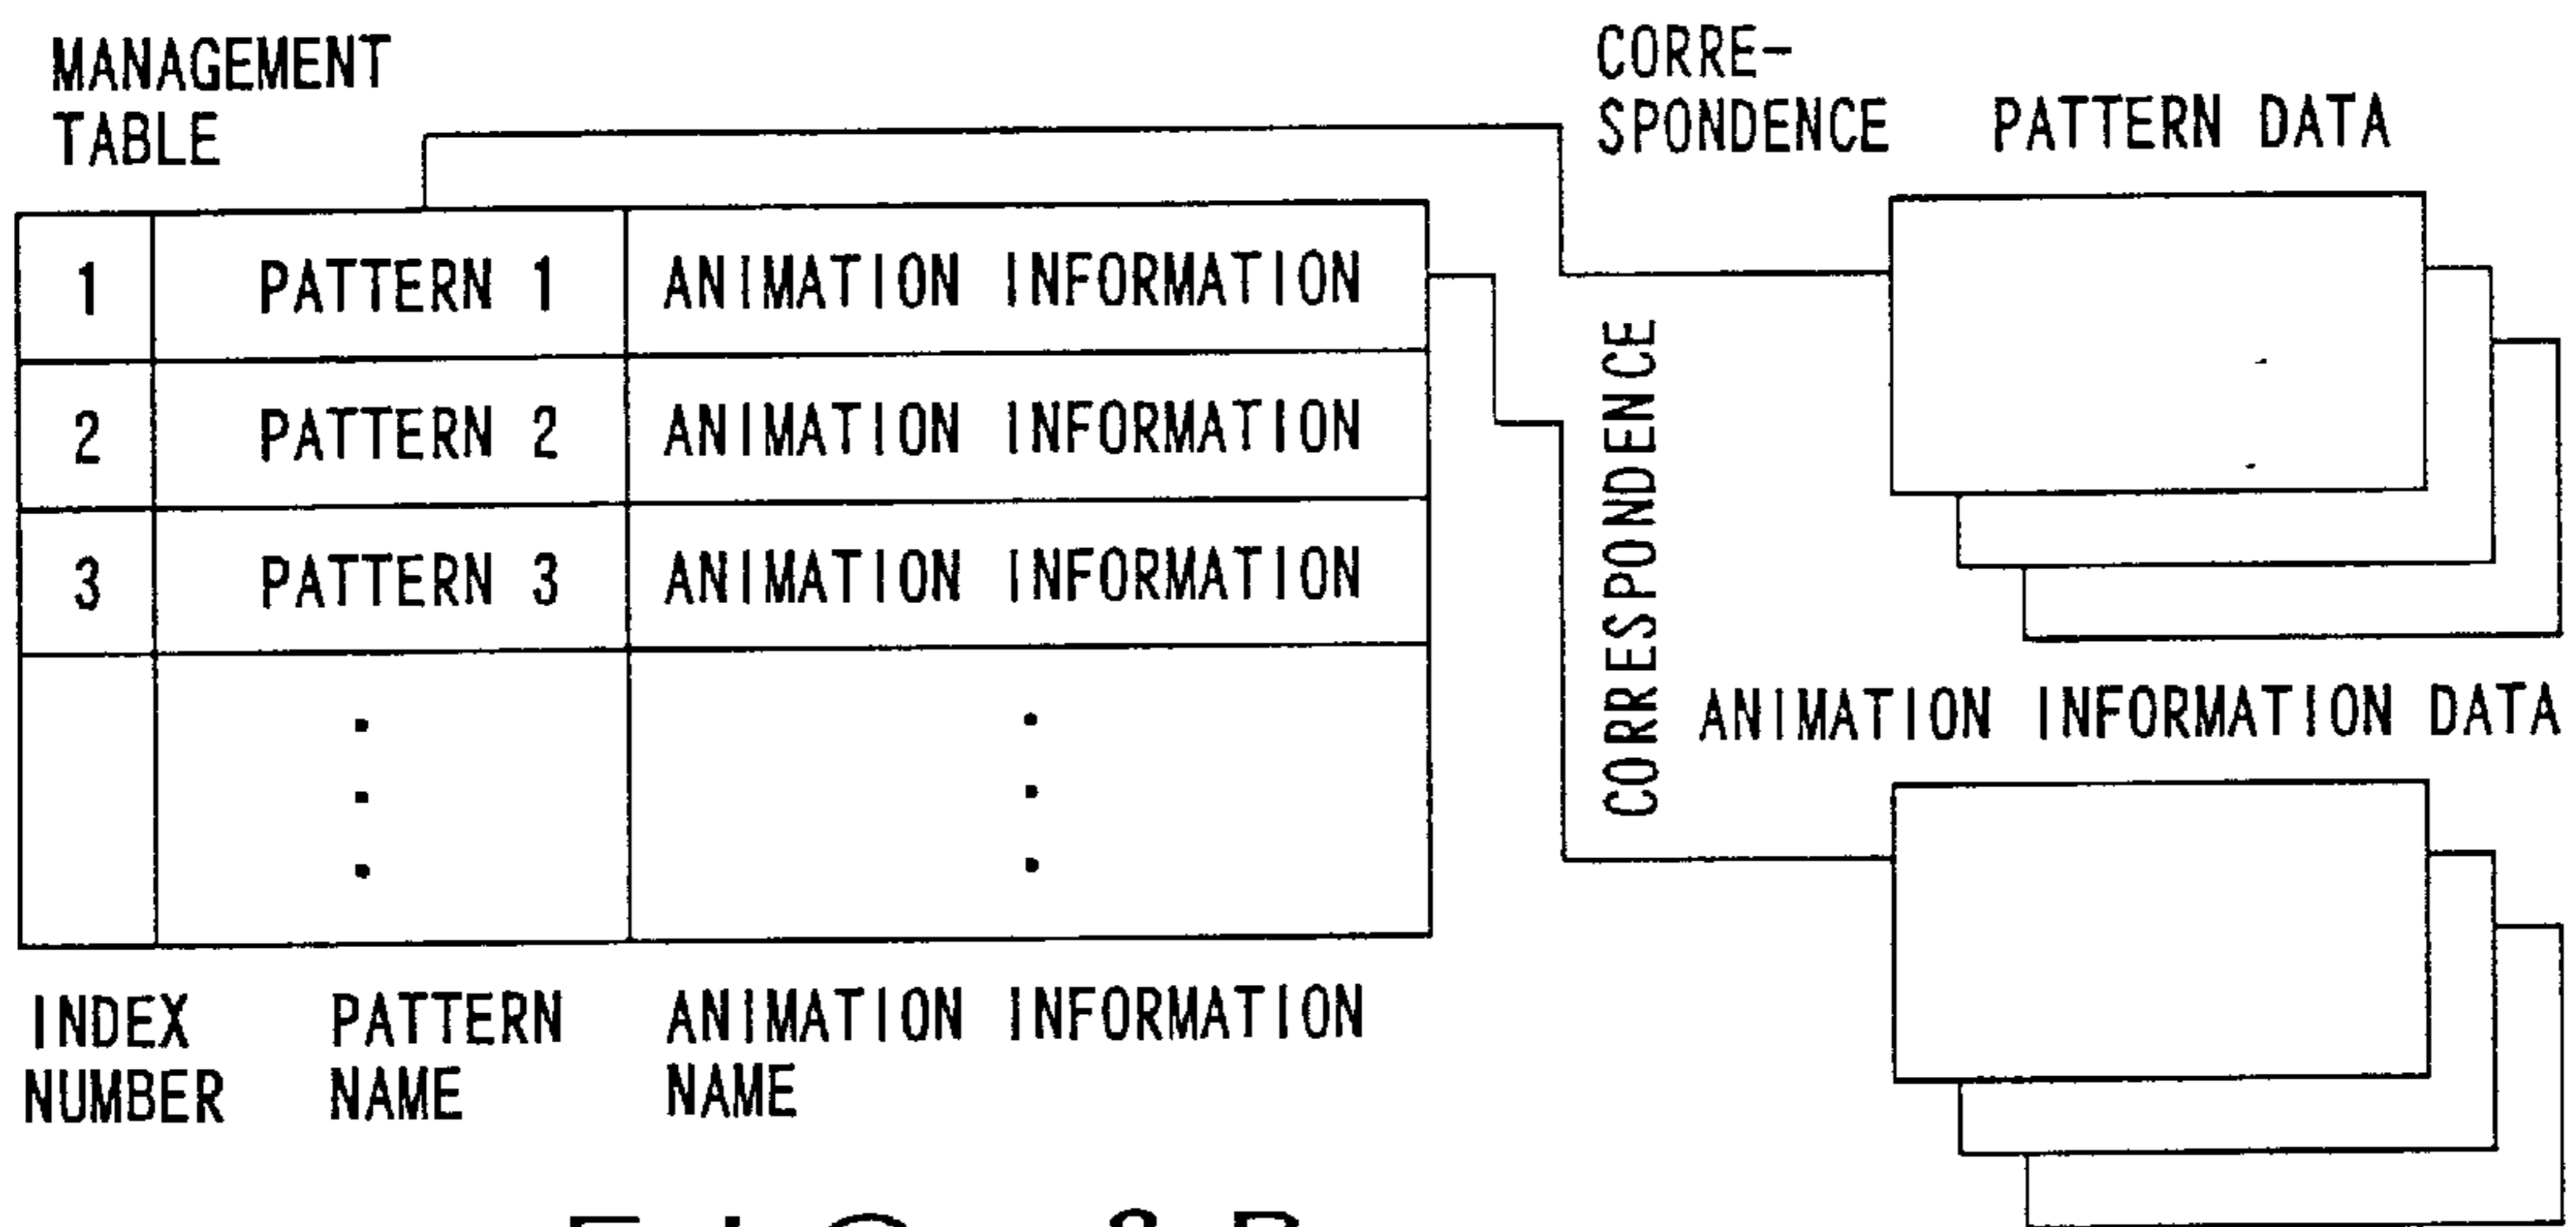 MANAGEMENT
TABLE
CORRE-
SPONDENCE
PATTERN DATA
1 PATTERN 1 ANIMATION INFORMATION
2 PATTERN 2 ANIMATION INFORMATION
3 PATTERN 3 ANIMATION INFORMATION
CORRESPONDENCE
ANIMATION INFORMATION DATA
INDEX
NUMBER
PATTERN
NAME
ANIMATION INFORMATION
NAME